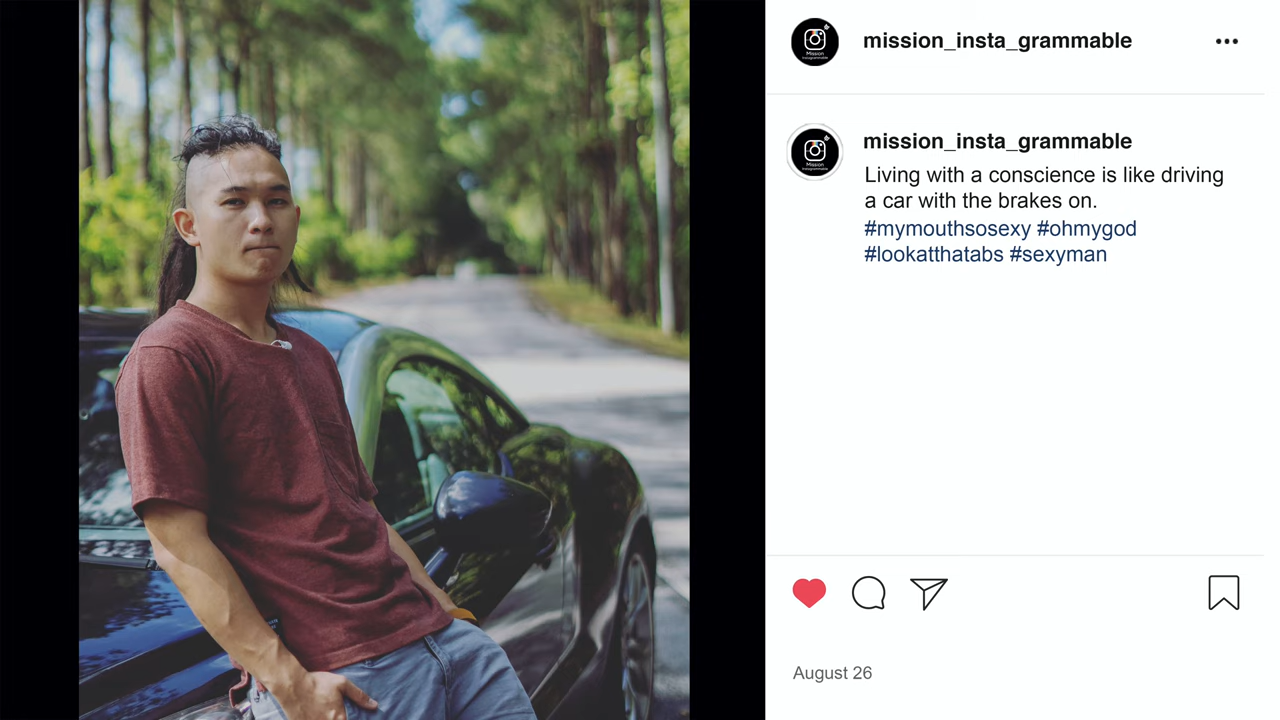 mission_insta_grammable
mission_insta_grammable
Living with a conscience is like driving
a car with the brakes on.
#mymouthsosexy #ohmygod
#lookatthatabs #sexyman
August 26